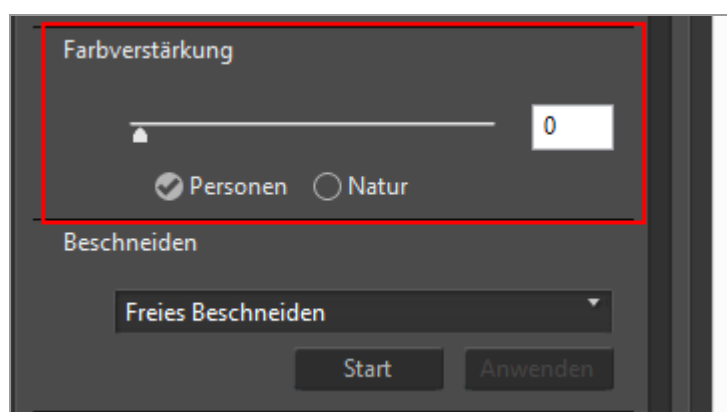 Farbverstärkung
0
Personen Natur
Beschneiden
Freies Beschneiden
Start Anwenden